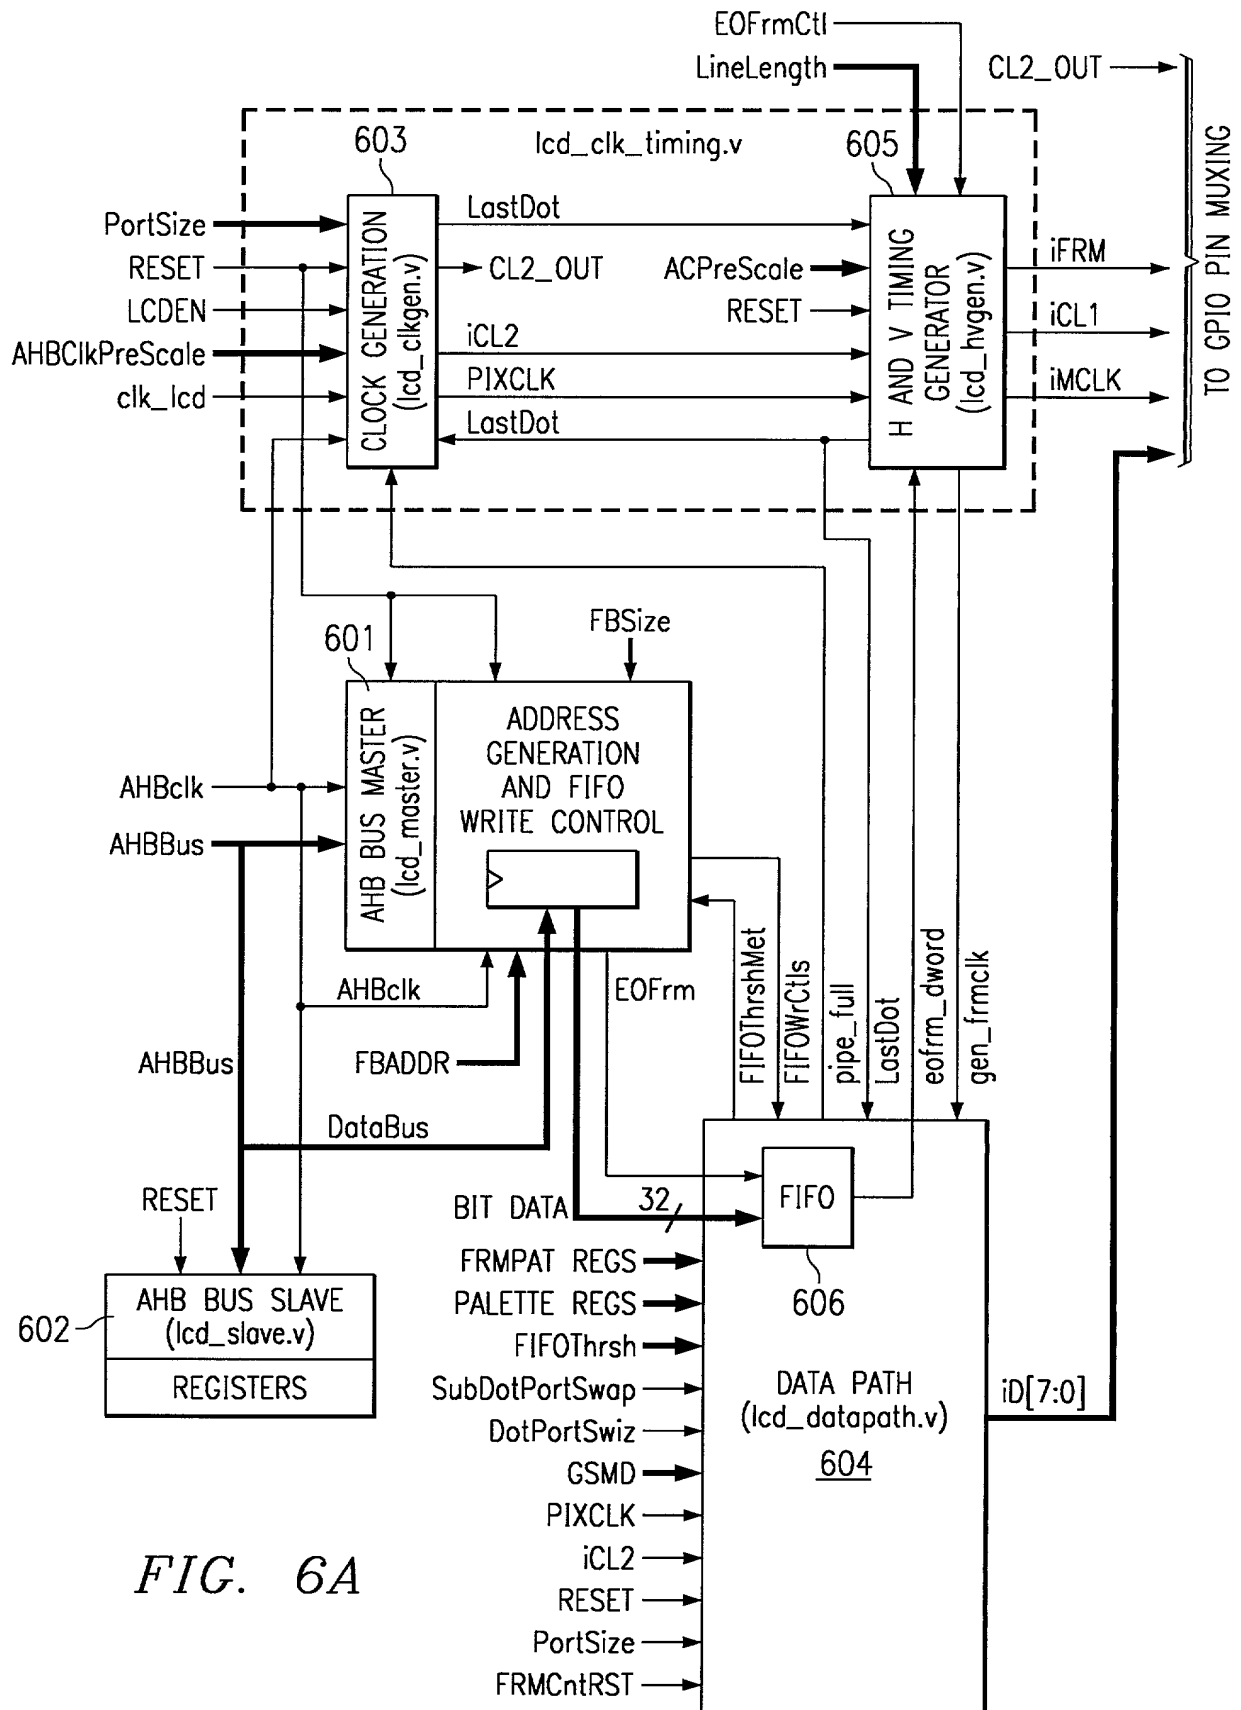 EOFrmCtl
LineLength
CL2_OUT
TO GPIO PIN MUXING
603
lcd_clk_timing.v
605
PortSize
RESET
LCDEN
AHBClkPreScale
clk_lcd
CLOCK GENERATION
(lcd_clkgen.v)
LastDot
CL2_OUT
iCL2
PIXCLK
LastDot
ACPreScale
RESET
H AND V TIMING
GENERATOR
(lcd_hvgen.v)
iFRM
iCL1
iMCLK
601
FBSize
AHB BUS MASTER
(lcd_master.v)
ADDRESS
GENERATION
AND FIFO
WRITE CONTROL
AHBclk
AHBBus
AHBclk
EOFrm
FBADDR
AHBBus
DataBus
FIFOThrshMet
FIFOWrCtls
pipe_full
LastDot
eofrm_dword
gen_frmclk
RESET
AHB BUS SLAVE
(lcd_slave.v)
REGISTERS
602
BIT DATA
32
FIFO
606
FRMPAT REGS
PALETTE REGS
FIFOThrsh
SubDotPortSwap
DotPortSwiz
GSMD
PIXCLK
iCL2
RESET
PortSize
FRMCntRST
DATA PATH
(lcd_datapath.v)
604
iD[7:0]
FIG. 6A